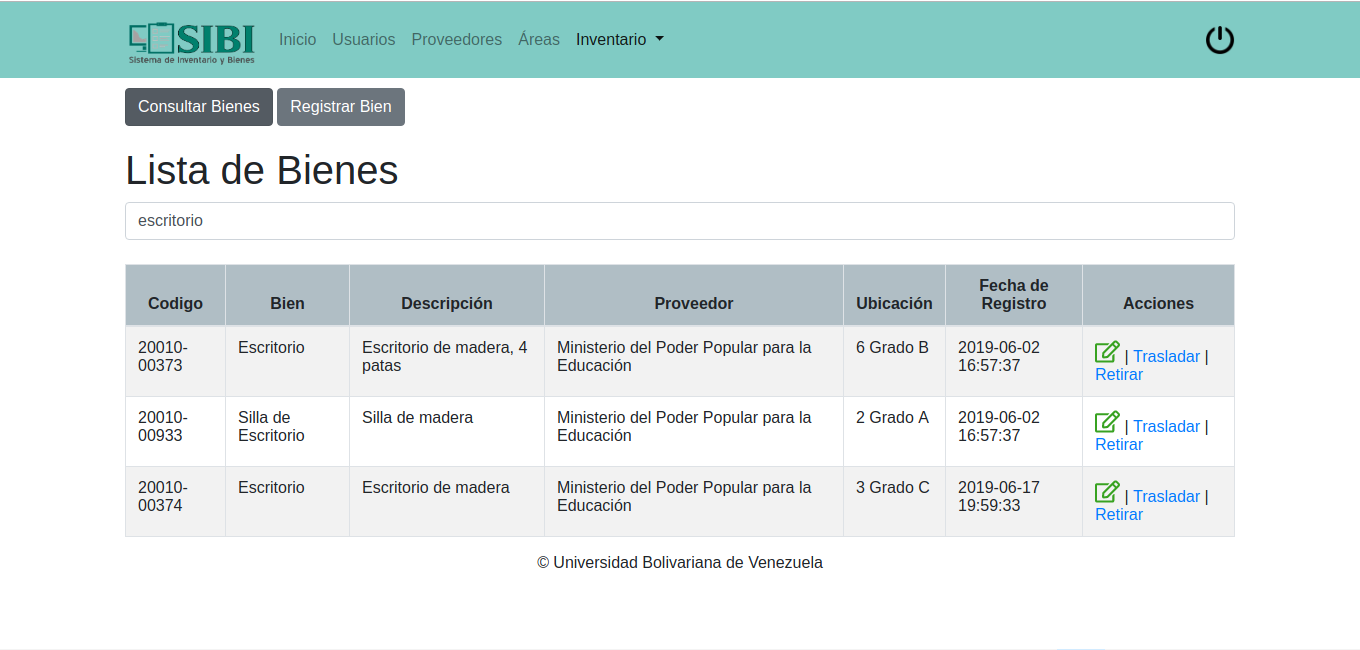 SIBI
Sistema de Inventario y Bienes
Inicio Usuarios Proveedores Áreas Inventario
Consultar Bienes Registrar Bien
Lista de Bienes
escritorio
Codigo Bien Descripción Proveedor Ubicación Fecha de Registro Acciones
20010-00373 Escritorio Escritorio de madera, 4 patas Ministerio del Poder Popular para la Educación 6 Grado B 2019-06-02 16:57:37 | Trasladar | Retirar
20010-00933 Silla de Escritorio Silla de madera Ministerio del Poder Popular para la Educación 2 Grado A 2019-06-02 16:57:37 | Trasladar | Retirar
20010-00374 Escritorio Escritorio de madera Ministerio del Poder Popular para la Educación 3 Grado C 2019-06-17 19:59:33 | Trasladar | Retirar
© Universidad Bolivariana de Venezuela